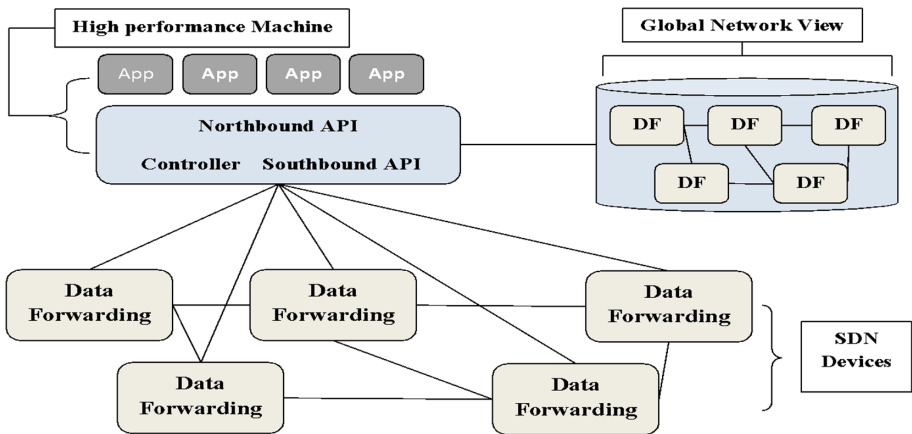 High performance Machine
Global Network View
App App App App
Northbound API
Controller Southbound API
DF DF DF
DF DF
Data
Forwarding
Data
Forwarding
Data
Forwarding
Data
Forwarding
Data
Forwarding
SDN
Devices